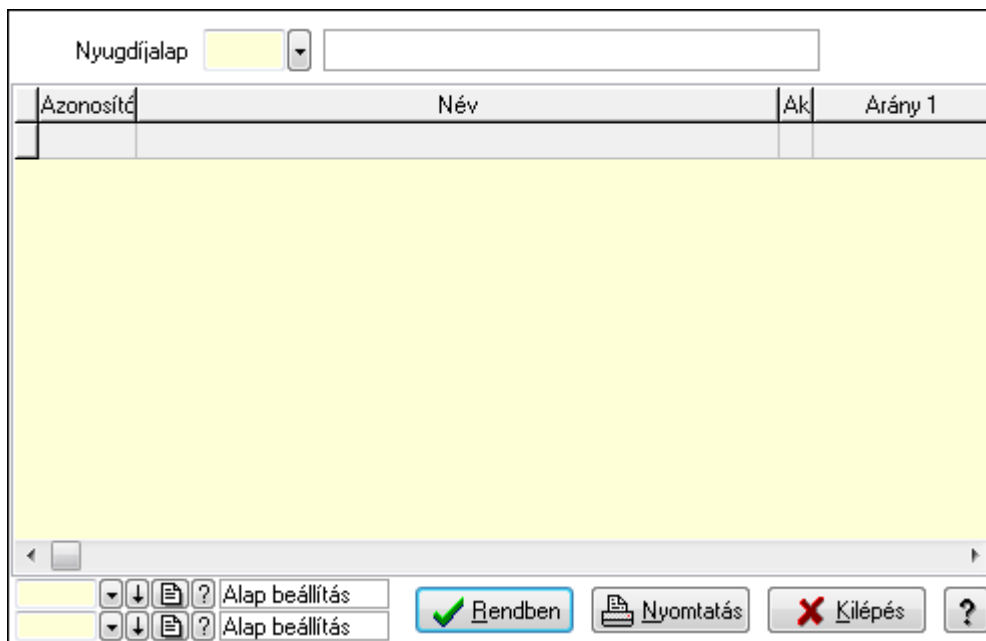 Nyugdíjalap
Azonosító Név Ak Arány 1
? Alap beállítás
? Alap beállítás
Rendben Nyomtatás Kilépés ?